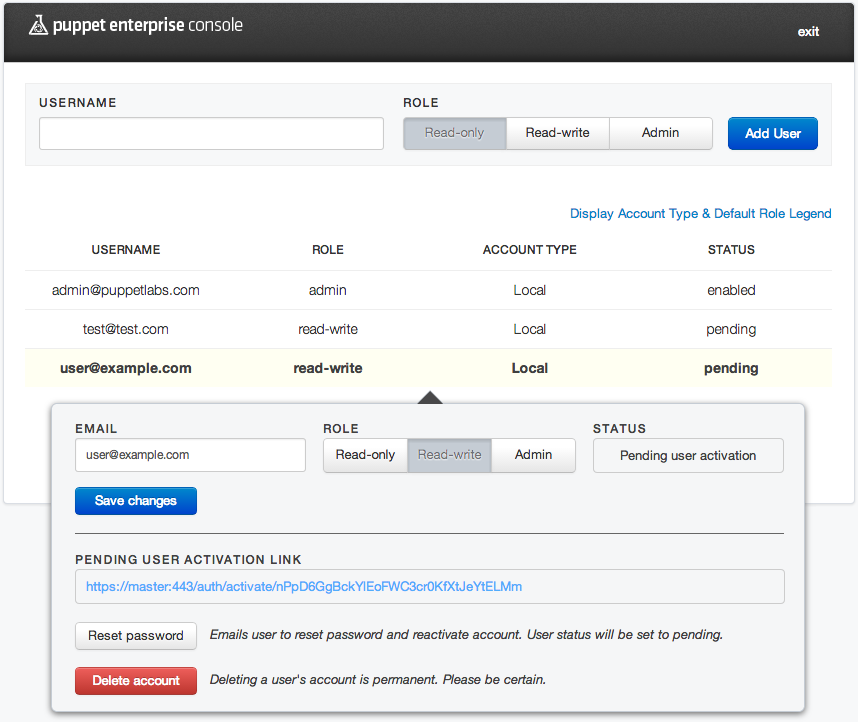 puppet enterprise console
exit
USERNAME
ROLE
Read-only
Read-write
Admin
Add User
Display Account Type & Default Role Legend
USERNAME ROLE ACCOUNT TYPE STATUS
admin@puppetlabs.com admin Local enabled
test@test.com read-write Local pending
user@example.com read-write Local pending
EMAIL ROLE STATUS
user@example.com Read-only Read-write Admin Pending user activation
Save changes
PENDING USER ACTIVATION LINK
https://master:443/auth/activate/nPpD6GgBckYlEoFWC3cr0KfXtJeYtELMm
Reset password Emails user to reset password and reactivate account. User status will be set to pending.
Delete account Deleting a user's account is permanent. Please be certain.